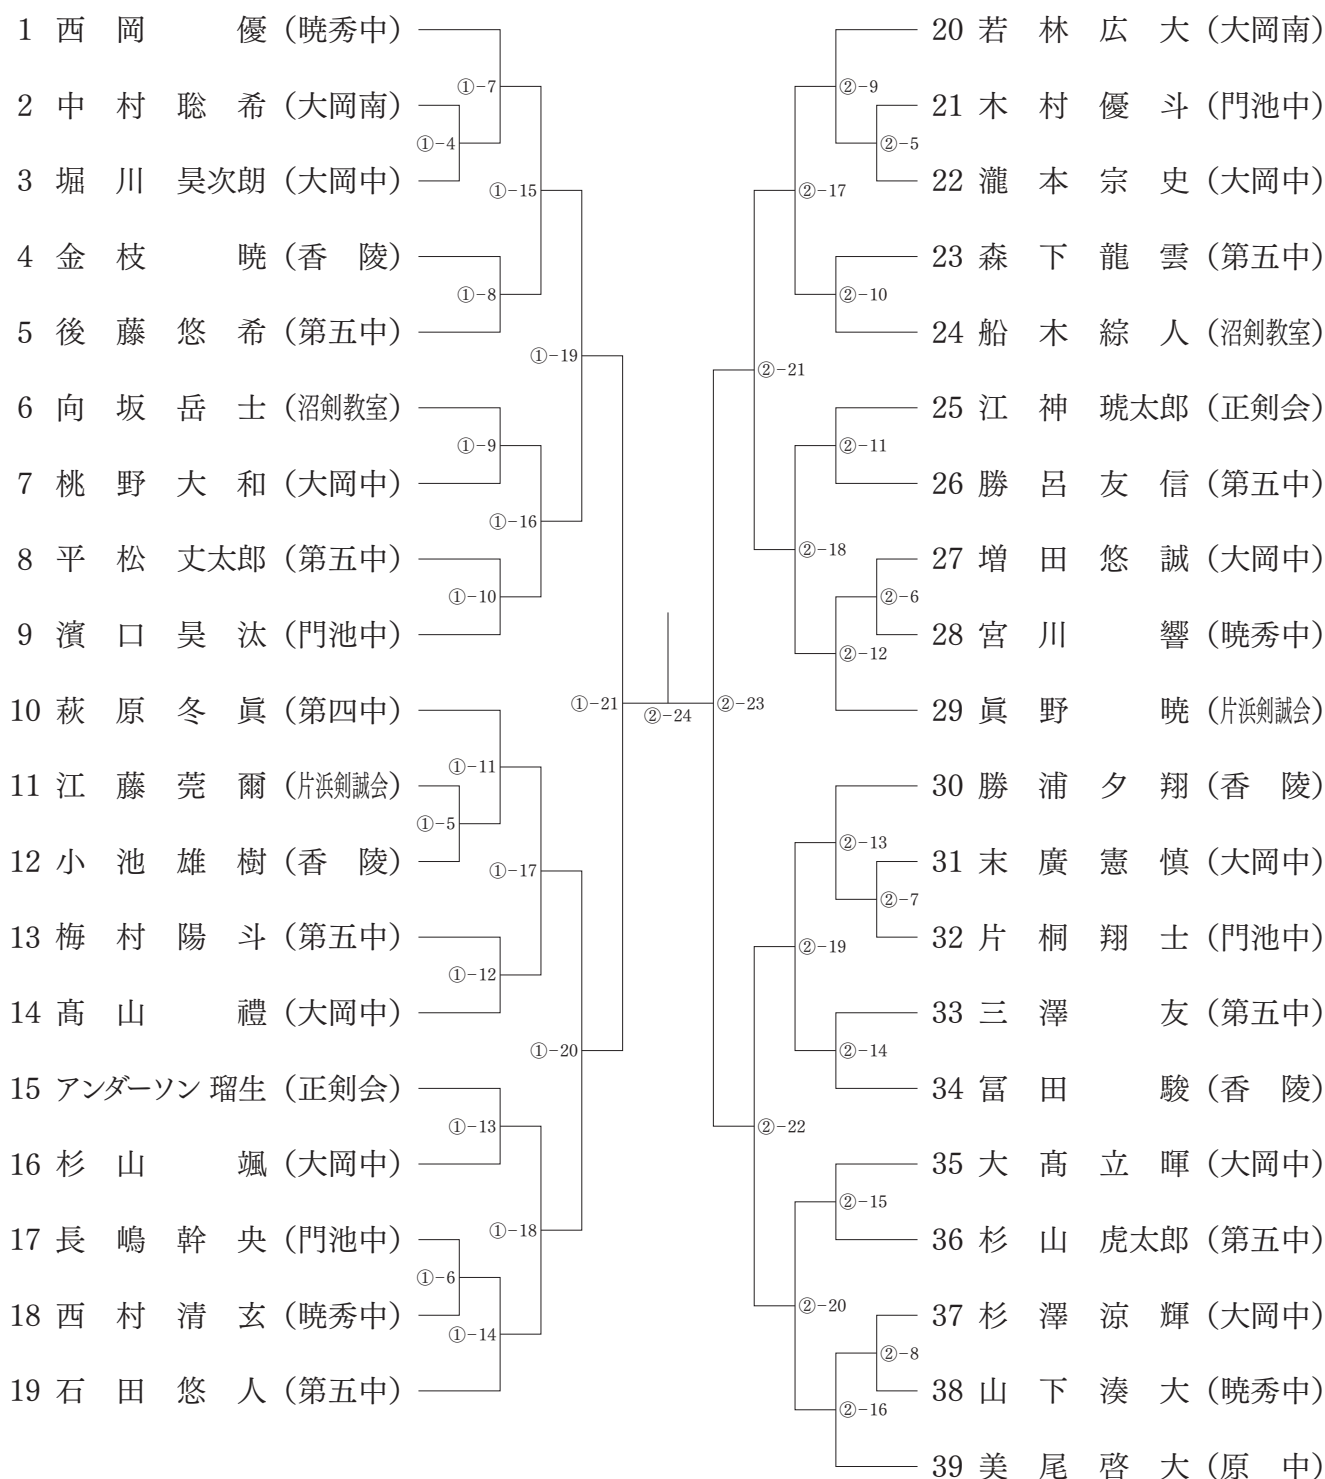 1 西岡 優（暁秀中）
2 中村聡希（大岡南）
3 堀川昊次朗（大岡中）
4 金枝 暁（香 陵）
5 後藤悠希（第五中）
6 向坂岳士（沼剣教室）
7 桃野大和（大岡中）
8 平松丈太郎（第五中）
9 濱口昊汰（門池中）
10 萩原冬眞（第四中）
11 江藤莞爾（片浜剣誠会）
12 小池雄樹（香 陵）
13 梅村陽斗（第五中）
14 髙山 禮（大岡中）
15 アンダーソン瑠生（正剣会）
16 杉山 颯（大岡中）
17 長嶋幹央（門池中）
18 西村清玄（暁秀中）
19 石田悠人（第五中）
①-7
①-4
①-15
①-8
①-19
①-9
①-16
①-10
①-21
①-11
①-5
①-17
①-12
①-20
①-13
①-18
①-6
①-14
②-24
②-9
②-5
②-17
②-10
②-21
②-11
②-18
②-6
②-12
②-23
②-13
②-7
②-19
②-14
②-22
②-15
②-20
②-8
②-16
20 若林広大（大岡南）
21 木村優斗（門池中）
22 瀧本宗史（大岡中）
23 森下龍雲（第五中）
24 船木綜人（沼剣教室）
25 江神琥太郎（正剣会）
26 勝呂友信（第五中）
27 増田悠誠（大岡中）
28 宮川 響（暁秀中）
29 眞野 暁（片浜剣誠会）
30 勝浦夕翔（香 陵）
31 末廣憲慎（大岡中）
32 片桐翔士（門池中）
33 三澤 友（第五中）
34 冨田 駿（香 陵）
35 大髙立暉（大岡中）
36 杉山虎太郎（第五中）
37 杉澤涼輝（大岡中）
38 山下湊大（暁秀中）
39 美尾啓大（原 中）